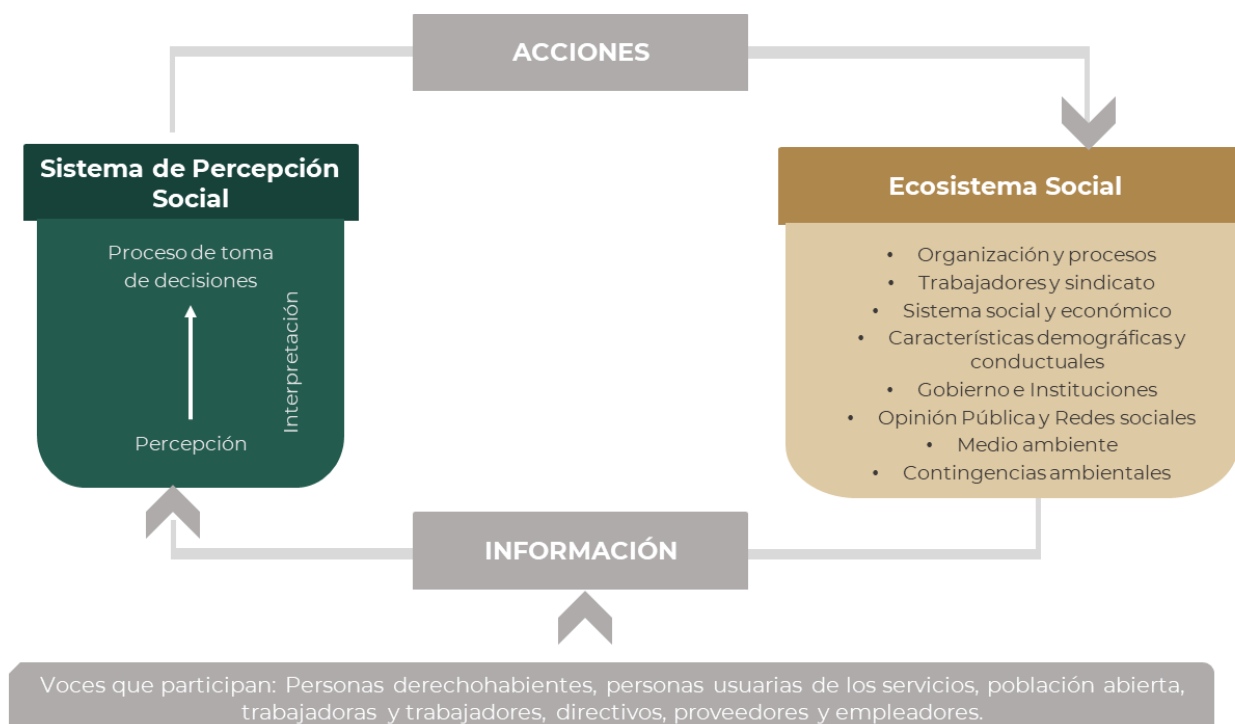 ACCIONES
Sistema de Percepción
Social
Proceso de toma
de decisiones
Interpretación
Percepción
Ecosistema Social
• Organización y procesos
• Trabajadores y sindicato
• Sistema social y económico
• Características demográficas y
conductuales
• Gobierno e Instituciones
• Opinión Pública y Redes sociales
• Medio ambiente
• Contingencias ambientales
INFORMACIÓN
Voces que participan: Personas derechohabientes, personas usuarias de los servicios, población abierta,
trabajadoras y trabajadores, directivos, proveedores y empleadores.